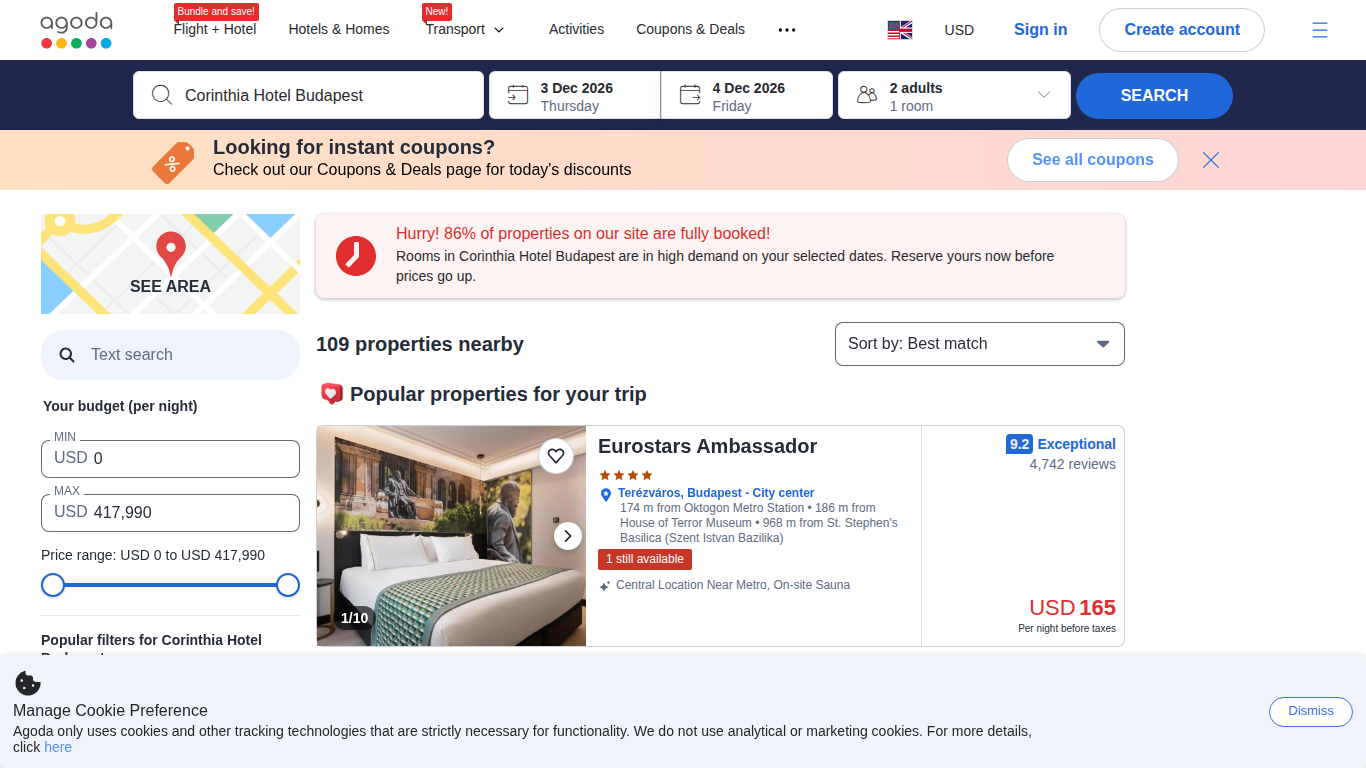 agoda
Bundle and save!
Flight + Hotel
Hotels & Homes
New!
Transport
Activities
Coupons & Deals
USD
Sign in
Create account
Corinthia Hotel Budapest
3 Dec 2026
Thursday
4 Dec 2026
Friday
2 adults
1 room
SEARCH
Looking for instant coupons?
Check out our Coupons & Deals page for today's discounts
See all coupons
SEE AREA
Text search
Your budget (per night)
MIN
USD 0
MAX
USD 417,990
Price range: USD 0 to USD 417,990
Popular filters for Corinthia Hotel
Hurry! 86% of properties on our site are fully booked!
Rooms in Corinthia Hotel Budapest are in high demand on your selected dates. Reserve yours now before
prices go up.
109 properties nearby
Sort by: Best match
Popular properties for your trip
1/10
Eurostars Ambassador
Terézváros, Budapest - City center
174 m from Oktogon Metro Station • 186 m from
House of Terror Museum • 968 m from St. Stephen's
Basilica (Szent Istvan Bazilika)
1 still available
Central Location Near Metro, On-site Sauna
9.2 Exceptional
4,742 reviews
USD 165
Per night before taxes
Manage Cookie Preference
Agoda only uses cookies and other tracking technologies that are strictly necessary for functionality. We do not use analytical or marketing cookies. For more details,
click here
Dismiss